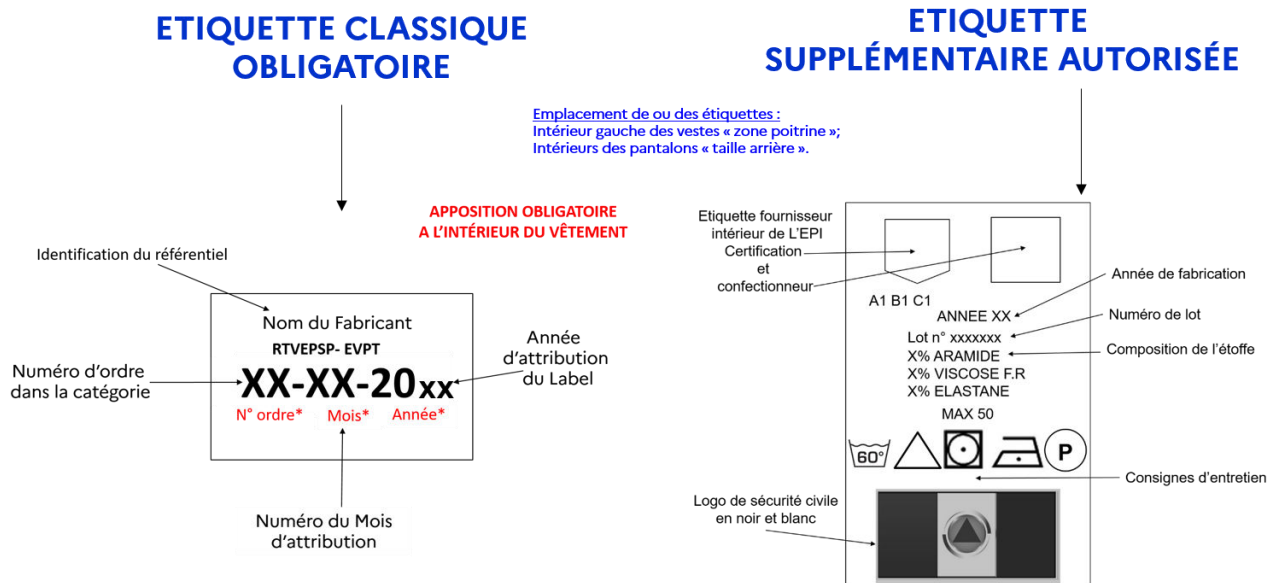 ETIQUETTE CLASSIQUE
OBLIGATOIRE
ETIQUETTE
SUPPLÉMENTAIRE AUTORISÉE
Emplacement de ou des étiquettes :
Intérieur gauche des vestes « zone poitrine »;
Intérieurs des pantalons « taille arrière ».
APPOSITION OBLIGATOIRE
A L'INTÉRIEUR DU VÊTEMENT
Identification du référentiel
Nom du Fabricant
RTVEPSP- EVPT
XX-XX-20xx
N° ordre* Mois* Année*
Numéro d'ordre
dans la catégorie
Année
d'attribution
du Label
Numéro du Mois
d'attribution
Etiquette fournisseur
intérieur de L'EPI
Certification
et
confectionneur
A1 B1 C1
ANNEE XX
Lot n° xxxxxxx
X% ARAMIDE
X% VISCOSE F.R
X% ELASTANE
MAX 50
60°
P
Année de fabrication
Numéro de lot
Composition de l'étoffe
Consignes d'entretien
Logo de sécurité civile
en noir et blanc